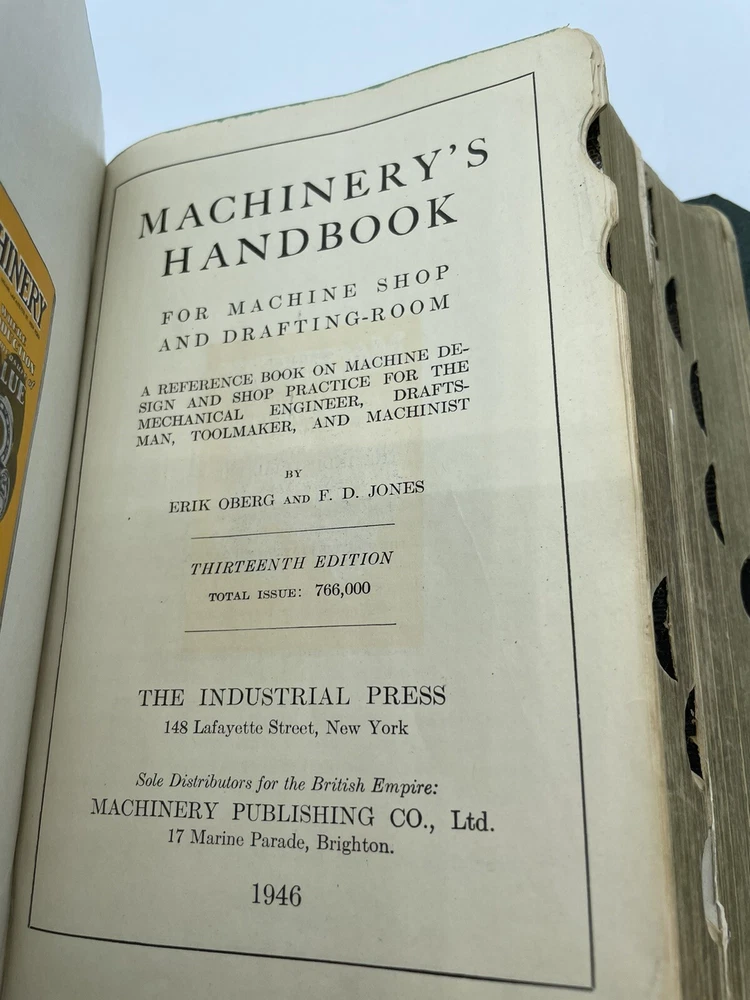 MACHINERY'S
HANDBOOK
FOR MACHINE SHOP
AND DRAFTING-ROOM
A REFERENCE BOOK ON MACHINE DE-
SIGN AND SHOP PRACTICE FOR THE
MECHANICAL ENGINEER, DRAFTS-
MAN, TOOLMAKER, AND MACHINIST
BY
ERIK OBERG AND F. D. JONES
THIRTEENTH EDITION
TOTAL ISSUE: 766,000
THE INDUSTRIAL PRESS
148 Lafayette Street, New York
Sole Distributors for the British Empire:
MACHINERY PUBLISHING CO., Ltd.
17 Marine Parade, Brighton.
1946